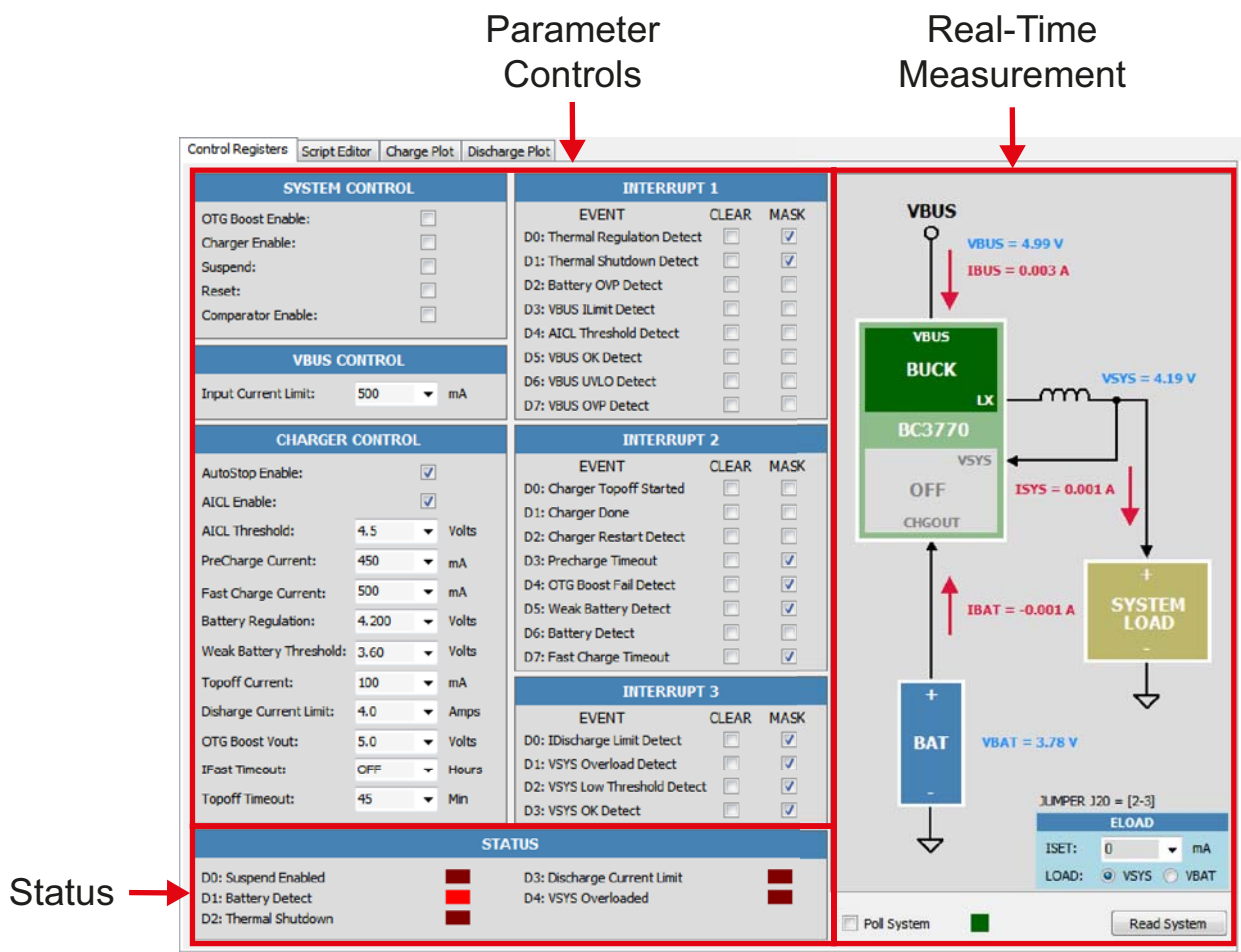 Parameter
Controls
Real-Time
Measurement
Control Registers Script Editor Charge Plot Discharge Plot
SYSTEM CONTROL
OTG Boost Enable:
Charger Enable:
Suspend:
Reset:
Comparator Enable:
VBUS CONTROL
Input Current Limit: 500 mA
CHARGER CONTROL
AutoStop Enable:
AICL Enable:
AICL Threshold: 4.5 Volts
PreCharge Current: 450 mA
Fast Charge Current: 500 mA
Battery Regulation: 4.200 Volts
Weak Battery Threshold: 3.60 Volts
Topoff Current: 100 mA
Disharge Current Limit: 4.0 Amps
OTG Boost Vout: 5.0 Volts
IFast Timeout: OFF Hours
Topoff Timeout: 45 Min
INTERRUPT 1
EVENT CLEAR MASK
D0: Thermal Regulation Detect
D1: Thermal Shutdown Detect
D2: Battery OVP Detect
D3: VBUS ILimit Detect
D4: AICL Threshold Detect
D5: VBUS OK Detect
D6: VBUS UVLO Detect
D7: VBUS OVP Detect
INTERRUPT 2
EVENT CLEAR MASK
D0: Charger Topoff Started
D1: Charger Done
D2: Charger Restart Detect
D3: Precharge Timeout
D4: OTG Boost Fail Detect
D5: Weak Battery Detect
D6: Battery Detect
D7: Fast Charge Timeout
INTERRUPT 3
EVENT CLEAR MASK
D0: IDischarge Limit Detect
D1: VSYS Overload Detect
D2: VSYS Low Threshold Detect
D3: VSYS OK Detect
VBUS
VBUS = 4.99 V
IBUS = 0.003 A
VBUS
BUCK
LX
VSYS = 4.19 V
BC3770
VSYS
OFF
CHGOUT
ISYS = 0.001 A
IBAT = -0.001 A
+
SYSTEM
LOAD
-
+
BAT
-
VBAT = 3.78 V
JUMPER J20 = [2-3]
ELOAD
ISET: 0 mA
LOAD: VSYS VBAT
Poll System
Read System
Status
STATUS
D0: Suspend Enabled
D1: Battery Detect
D2: Thermal Shutdown
D3: Discharge Current Limit
D4: VSYS Overloaded